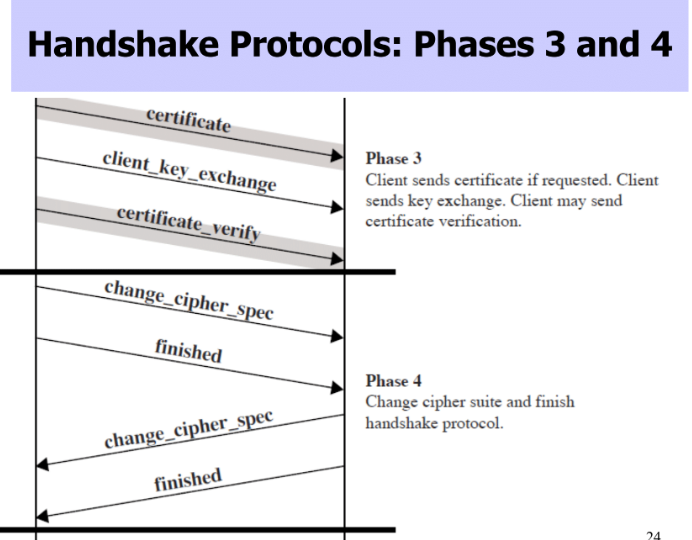 Handshake Protocols: Phases 3 and 4
certificate
client_key_exchange
certificate_verify
Phase 3
Client sends certificate if requested. Client
sends key exchange. Client may send
certificate verification.
change_cipher_spec
finished
change_cipher_spec
finished
Phase 4
Change cipher suite and finish
handshake protocol.
24